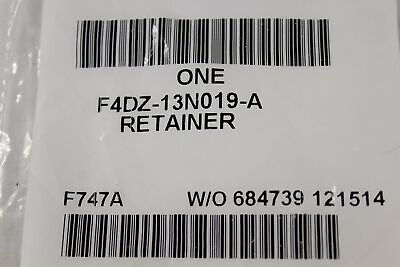 ONE
F4DZ-13N019-A
RETAINER
F747A W/O 684739 121514